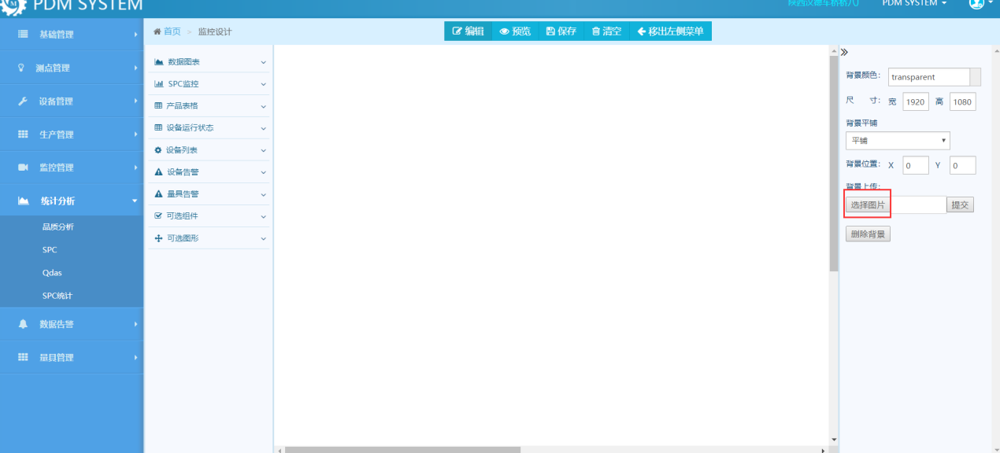 PDM SYSTEM
PDM SYSTEM
首页 > 监控设计
编辑 预览 保存 清空 移出左侧菜单
基础管理
测点管理
设备管理
生产管理
监控管理
统计分析
品质分析
SPC
Qdas
SPC统计
数据告警
量具管理
数据图表
SPC监控
产品表格
设备运行状态
设备列表
设备告警
量具告警
可选组件
可选图形
背景颜色: transparent
尺 寸: 宽 1920 高 1080
背景平铺
平铺
背景位置: X 0 Y 0
背景上传:
选择图片 提交
删除背景